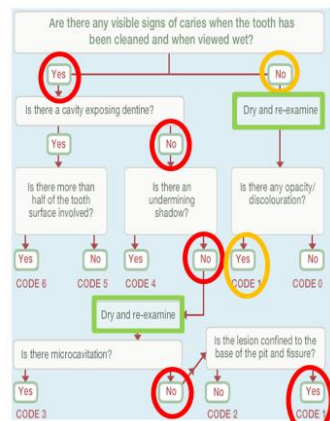 Are there any visible signs of caries when the tooth has
been cleaned and when viewed wet?
Yes
No
Is there a cavity exposing dentine?
Dry and re-examine
Yes
No
Is there more than
half of the tooth
surface involved?
Is there an
undermining
shadow?
Is there any opacity/
discolouration?
Yes
No
Yes
No
Yes
No
CODE 6
CODE 5
CODE 4
CODE 1
CODE 0
Dry and re-examine
Is there microcavitation?
Is the lesion confined to the
base of the pit and fissure?
Yes
No
No
Yes
CODE 3
CODE 2
CODE 1